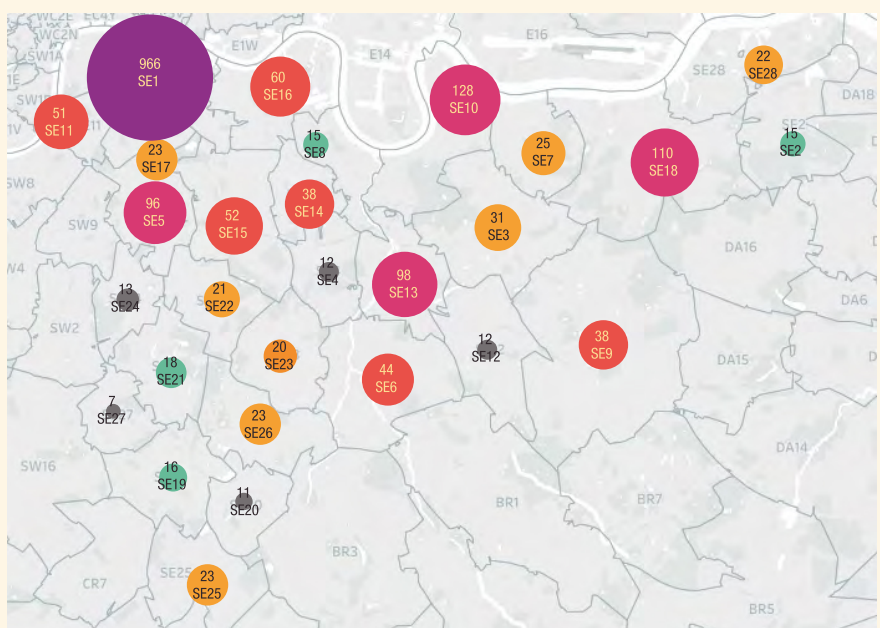 WC2E
EC4Y
WC2N
SW1A
E1W
E14
E16
966
SE1
60
SE16
128
SE10
22
SE28
SE28
DA18
51
SE11
SE2
15
SE8
15
SE2
23
SE17
25
SE7
110
SE18
SW8
96
SE5
38
SE14
52
SE15
31
SE3
SW9
DA16
12
SE4
98
SE13
13
SE24
21
SE22
DA6
SW2
12
SE12
38
SE9
20
SE23
DA15
18
SE21
44
SE6
7
SE27
23
SE26
DA14
SW16
16
SE19
11
SE20
BR1
BR7
BR3
SE25
23
SE25
CR7
BR5